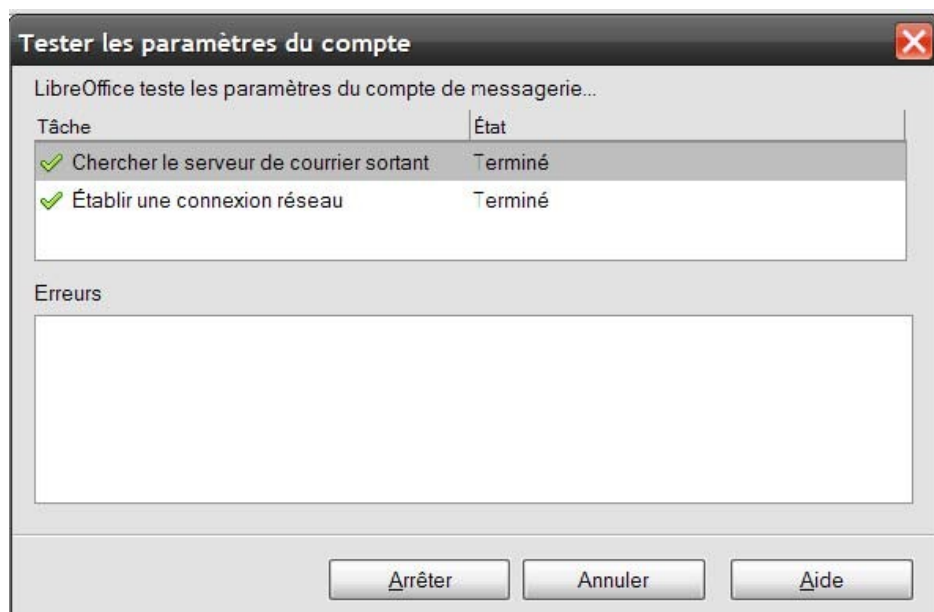 Tester les paramètres du compte
LibreOffice teste les paramètres du compte de messagerie...
Tâche État
Chercher le serveur de courrier sortant Terminé
Établir une connexion réseau Terminé
Erreurs
Arrêter Annuler Aide